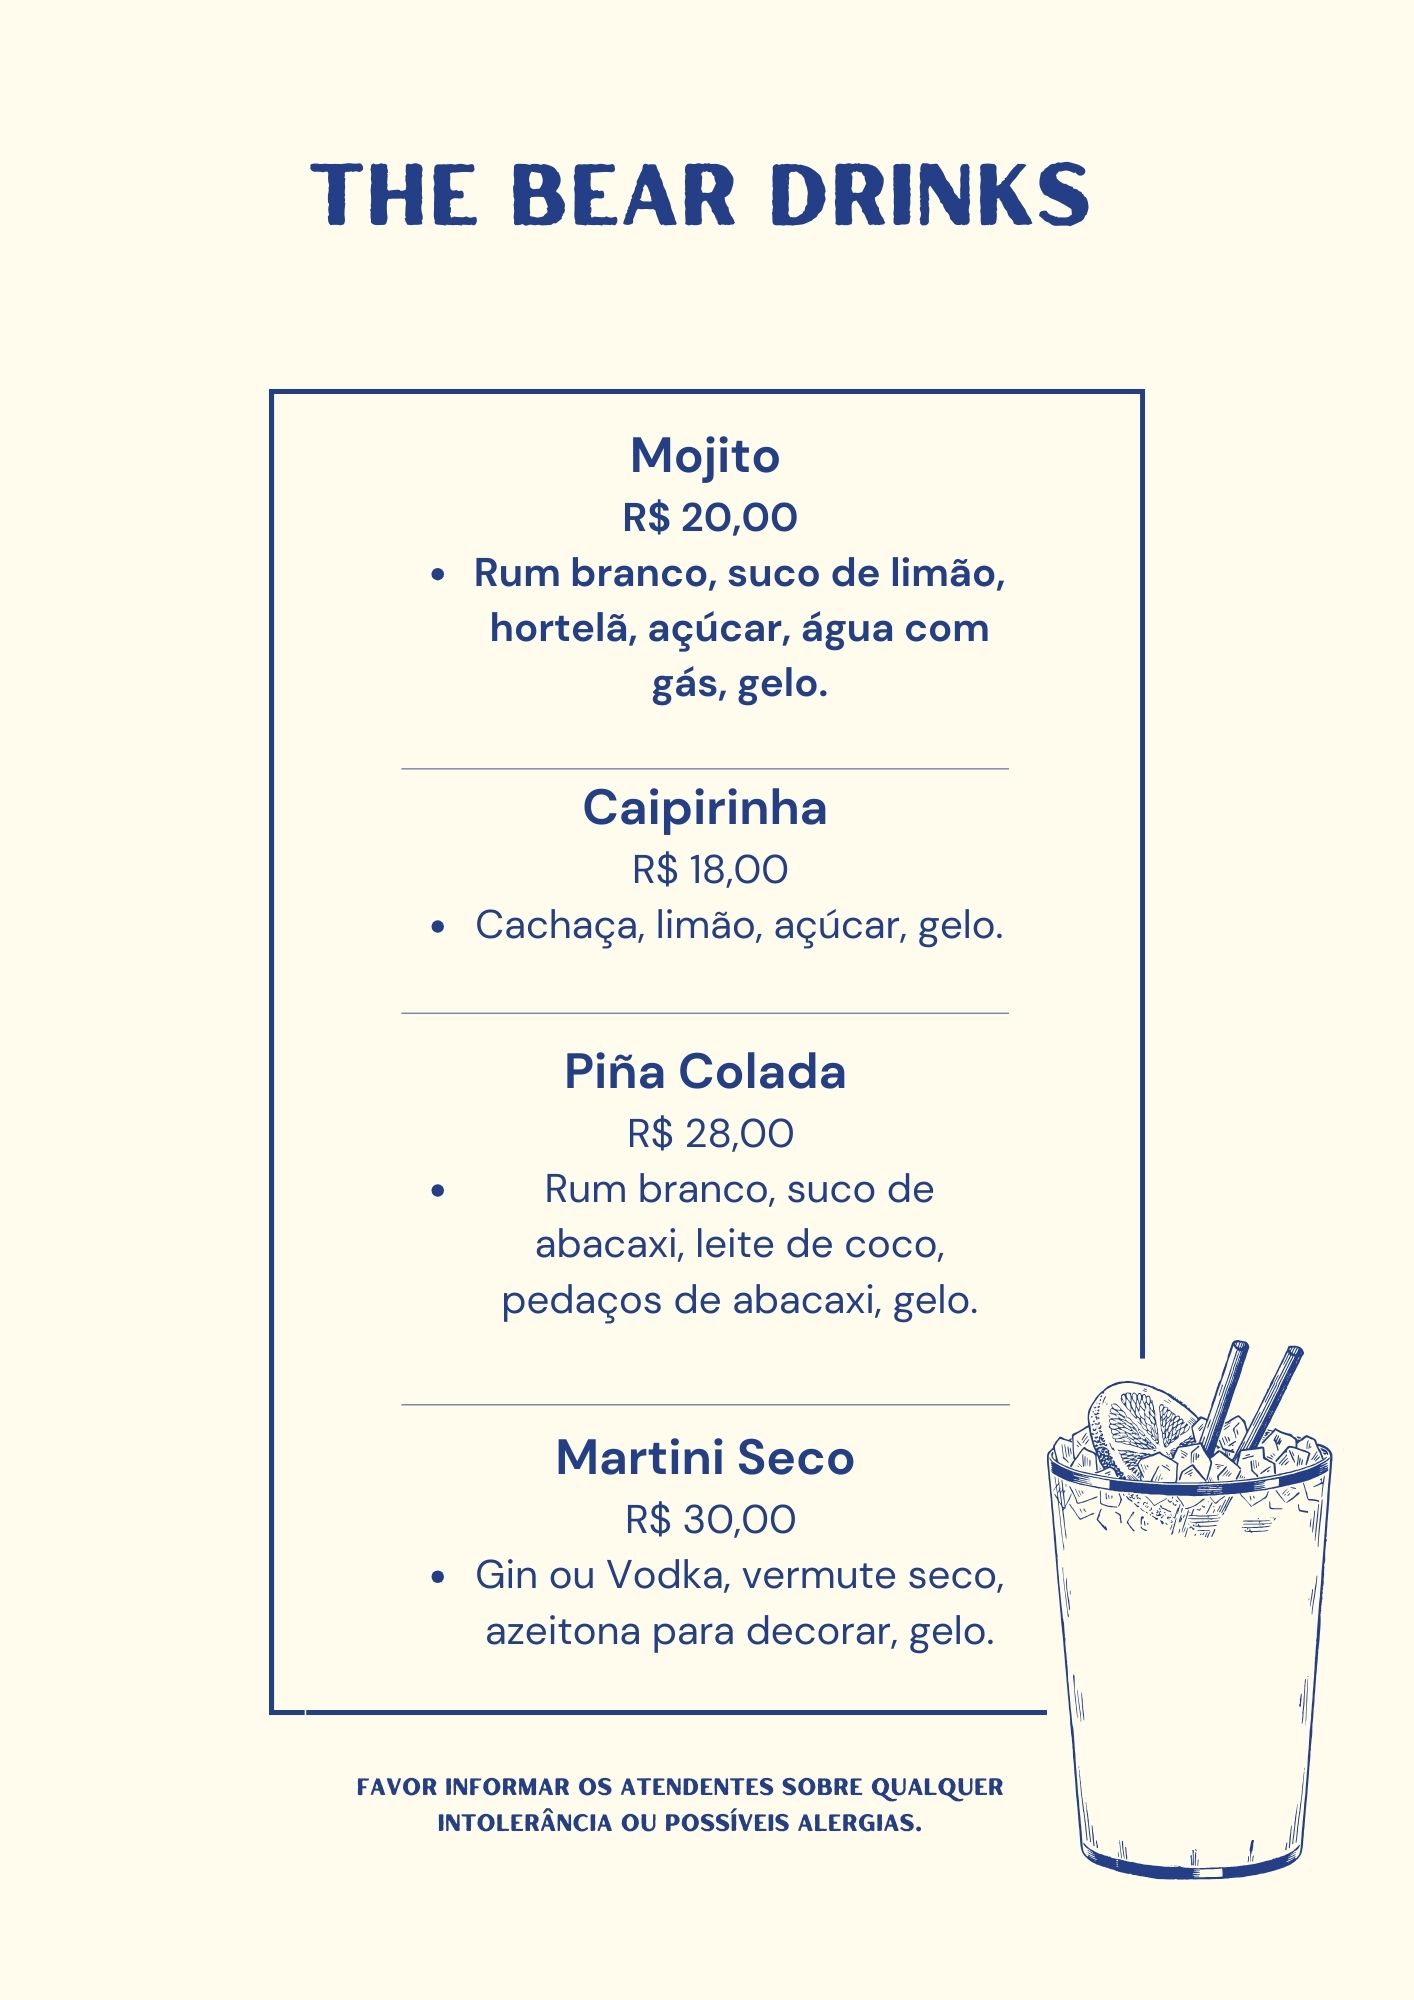 THE BEAR DRINKS
Mojito
R$ 20,00
• Rum branco, suco de limão,
hortelã, açúcar, água com
gás, gelo.
Caipirinha
R$ 18,00
• Cachaça, limão, açúcar, gelo.
Piña Colada
R$ 28,00
• Rum branco, suco de
abacaxi, leite de coco,
pedaços de abacaxi, gelo.
Martini Seco
R$ 30,00
• Gin ou Vodka, vermute seco,
azeitona para decorar, gelo.
FAVOR INFORMAR OS ATENDENTES SOBRE QUALQUER
INTOLERÂNCIA OU POSSÍVEIS ALERGIAS.